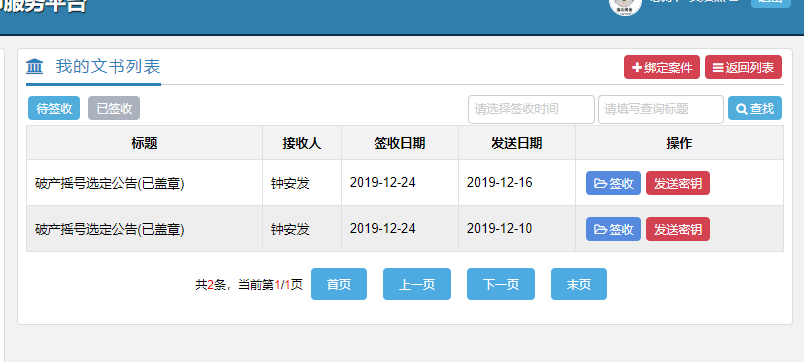 服务平台
我的文书列表
绑定案件 返回列表
待签收 已签收 请选择签收时间 请填写查询标题 查找
标题 接收人 签收日期 发送日期 操作
破产摇号选定公告(已盖章) 钟安发 2019-12-24 2019-12-16 签收 发送密钥
破产摇号选定公告(已盖章) 钟安发 2019-12-24 2019-12-10 签收 发送密钥
共2条，当前第1/1页 首页 上一页 下一页 末页